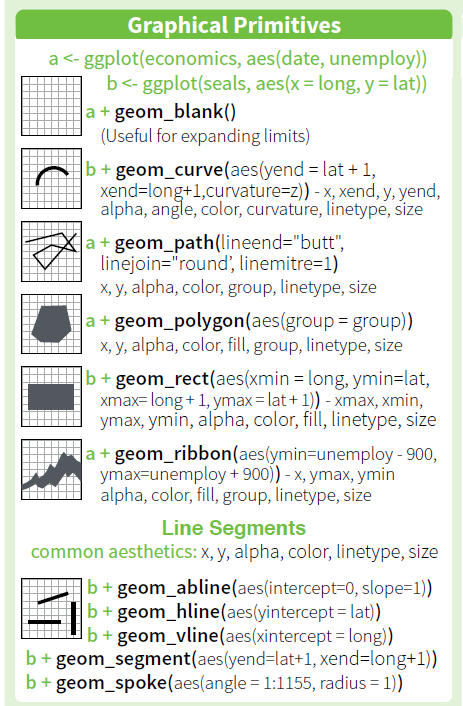 Graphical Primitives
a <- ggplot(economics, aes(date, unemploy))
b <- ggplot(seals, aes(x = long, y = lat))
a + geom_blank()
(Useful for expanding limits)
b + geom_curve(aes(yend = lat + 1,
xend=long+1,curvature=z)) - x, xend, y, yend,
alpha, angle, color, curvature, linetype, size
a + geom_path(lineend="butt",
linejoin="round’, linemitre=1)
x, y, alpha, color, group, linetype, size
a + geom_polygon(aes(group = group))
x, y, alpha, color, fill, group, linetype, size
b + geom_rect(aes(xmin = long, ymin=lat,
xmax= long + 1, ymax = lat + 1)) - xmax, xmin,
ymax, ymin, alpha, color, fill, linetype, size
a + geom_ribbon(aes(ymin=unemploy - 900,
ymax=unemploy + 900)) - x, ymax, ymin
alpha, color, fill, group, linetype, size
Line Segments
common aesthetics: x, y, alpha, color, linetype, size
b + geom_abline(aes(intercept=0, slope=1))
b + geom_hline(aes(yintercept = lat))
b + geom_vline(aes(xintercept = long))
b + geom_segment(aes(yend=lat+1, xend=long+1))
b + geom_spoke(aes(angle = 1:1155, radius = 1))